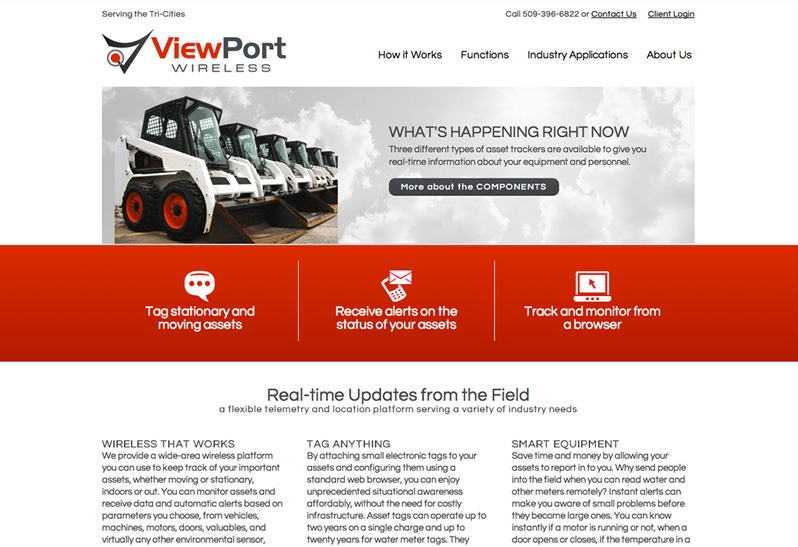 Serving the Tri-Cities
Call 509-396-6822 or Contact Us Client Login
ViewPort
WIRELESS
How it Works Functions Industry Applications About Us
WHAT'S HAPPENING RIGHT NOW
Three different types of asset trackers are available to give you
real-time information about your equipment and personnel.
More about the COMPONENTS
Tag stationary and
moving assets
Receive alerts on the
status of your assets
Track and monitor from
a browser
Real-time Updates from the Field
a flexible telemetry and location platform serving a variety of industry needs
WIRELESS THAT WORKS
We provide a wide-area wireless platform
you can use to keep track of your important
assets, whether moving or stationary,
indoors or out. You can monitor assets and
receive data and automatic alerts based on
parameters you choose, from vehicles,
machines, motors, doors, valuables, and
virtually any other environmental sensor,
TAG ANYTHING
By attaching small electronic tags to your
assets and configuring them using a
standard web browser, you can enjoy
unprecedented situational awareness
affordably, without the need for costly
infrastructure. Asset tags can operate up to
two years on a single charge and up to
twenty years for water meter tags. They
SMART EQUIPMENT
Save time and money by allowing your
assets to report in to you. Why send people
into the field when you can read water and
other meters remotely? Instant alerts can
make you aware of small problems before
they become large ones. You can know
instantly if a motor is running or not, when a
door opens or closes, if the temperature in a